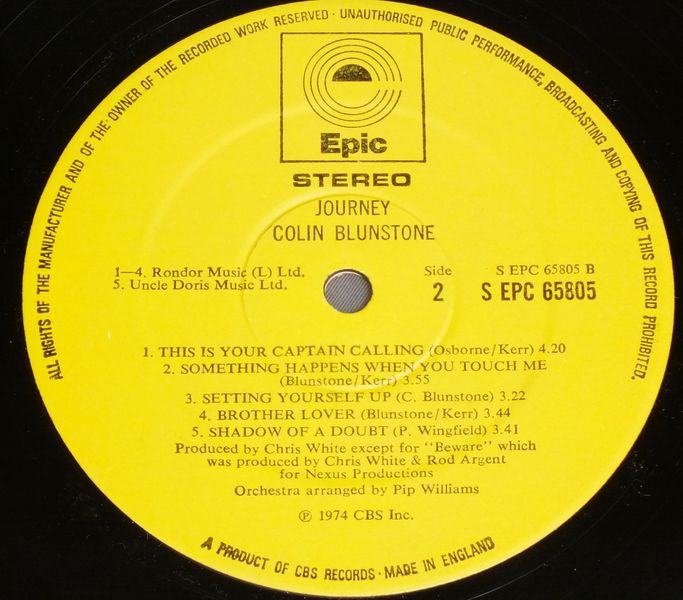 ALL RIGHTS OF THE MANUFACTURER AND OF THE·OWNER OF THE RECORDED WORK RESERVED · UNAUTHORISED PUBLIC PERFORMANCE, BROADCASTING AND COPYING OF THIS RECORD PROHIBITED.
Epic
STEREO
JOURNEY
COLIN BLUNSTONE
1—4. Rondor Music (L) Ltd.
5. Uncle Doris Music Ltd.
Side
2
S EPC 65805 B
S EPC 65805
1. THIS IS YOUR CAPTAIN CALLING (Osborne/Kerr) 4.20
2. SOMETHING HAPPENS WHEN YOU TOUCH ME
(Blunstone/Kerr) 3.55
3. SETTING YOURSELF UP (C. Blunstone) 3.22
4. BROTHER LOVER (Blunstone/Kerr) 3.44
5. SHADOW OF A DOUBT (P. Wingfield) 3.41
Produced by Chris White except for "Beware" which
was produced by Chris White & Rod Argent
for Nexus Productions
Orchestra arranged by Pip Williams
℗ 1974 CBS Inc.
A PRODUCT OF CBS RECORDS · MADE IN ENGLAND